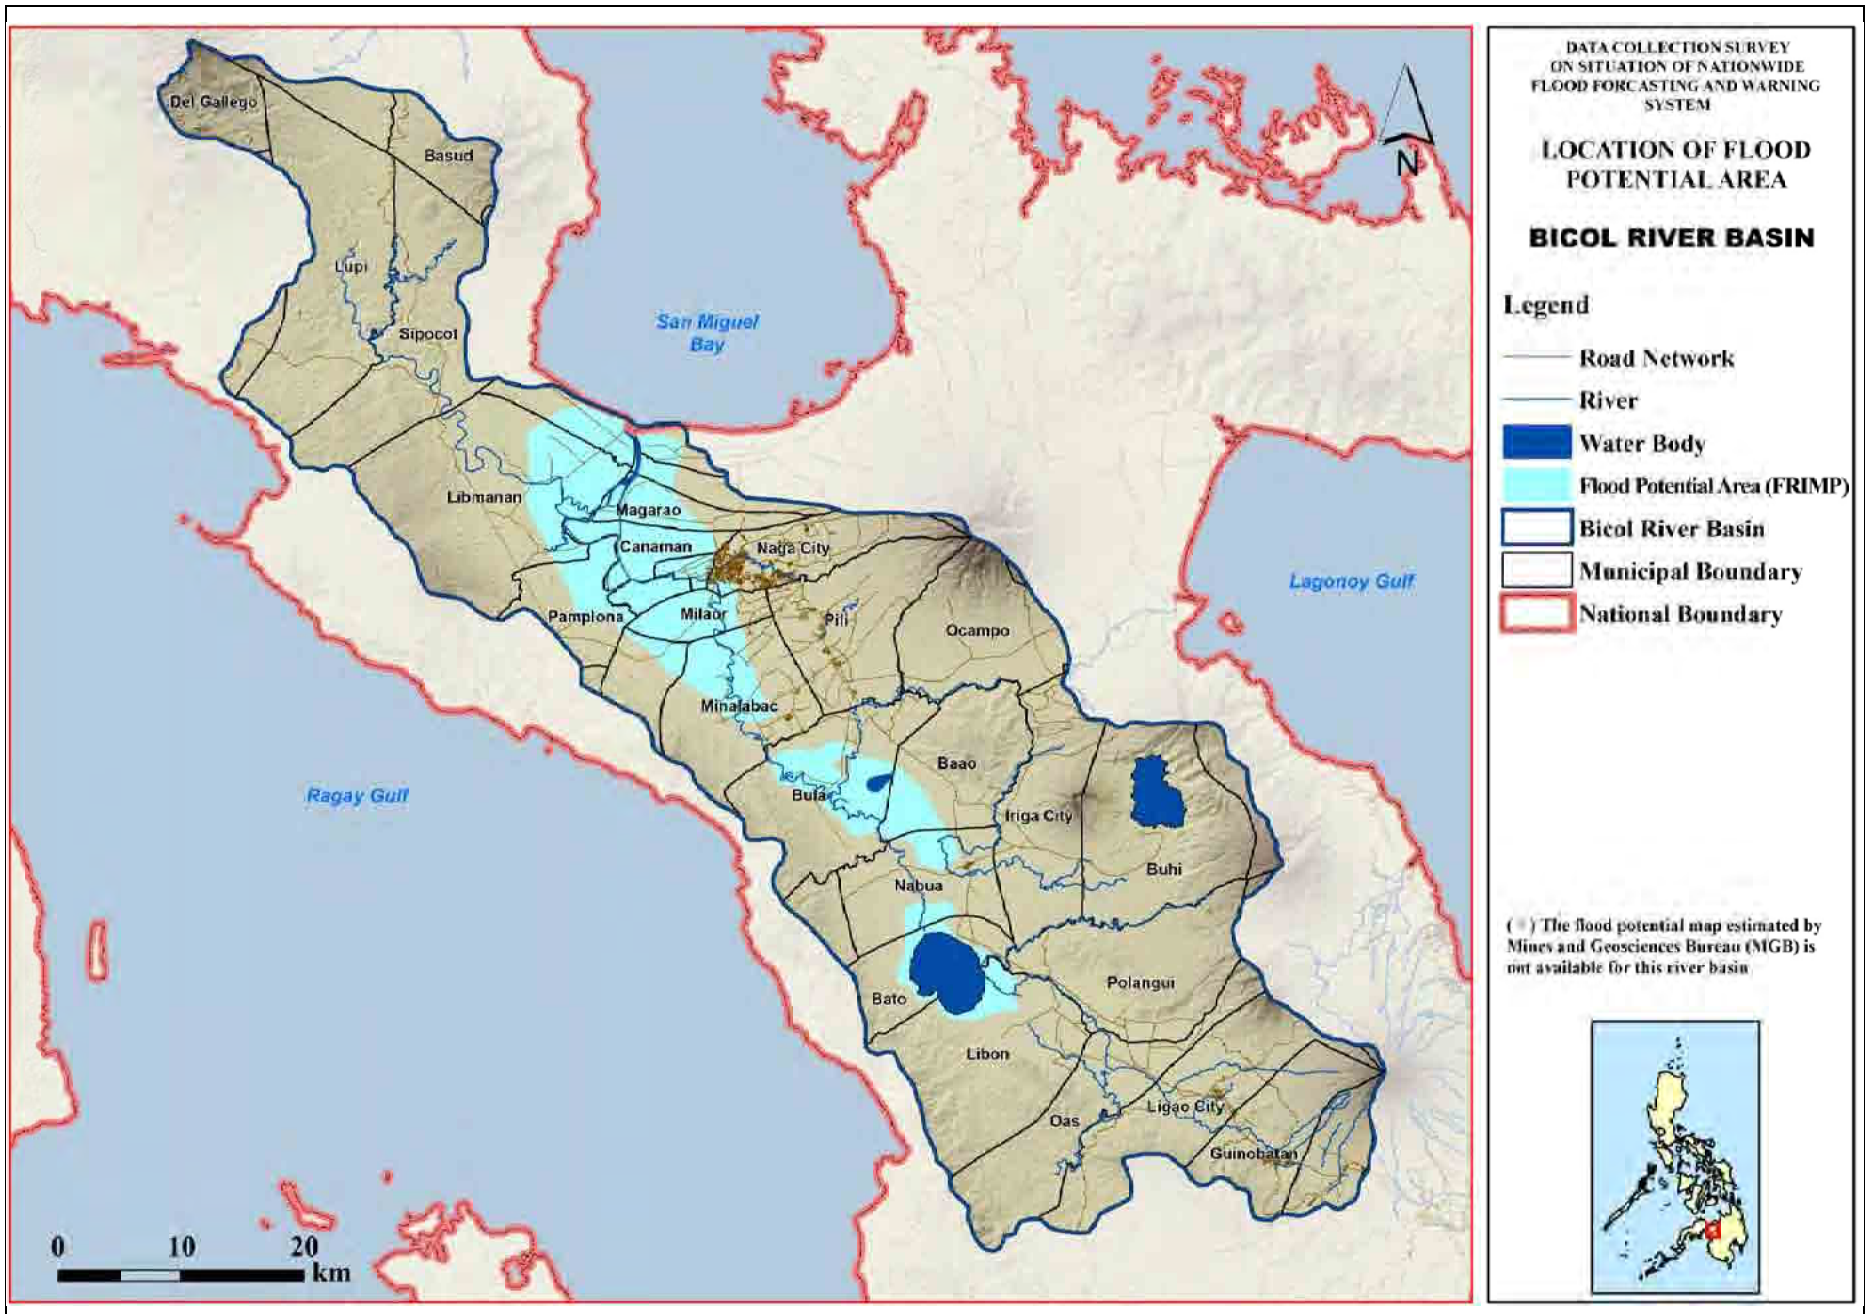 Del Gallego
Basud
Lupi
Sipocot
San Miguel
Bay
Libmanan
Magarao
Canaman
Naga City
Pamplona
Milaor
Pili
Ocampo
Lagonoy Gulf
Minalabac
Baao
Bula
Iriga City
Ragay Gulf
Buhi
Nabua
Bato
Polangui
Libon
Oas
Ligao City
Guinobatan
0 10 20
km
N
DATA COLLECTION SURVEY
ON SITUATION OF NATIONWIDE
FLOOD FORCASTING AND WARNING
SYSTEM
LOCATION OF FLOOD
POTENTIAL AREA
BICOL RIVER BASIN
Legend
Road Network
River
Water Body
Flood Potential Area (FRIMP)
Bicol River Basin
Municipal Boundary
National Boundary
( * ) The flood potential map estimated by
Mines and Geosciences Bureau (MGB) is
not available for this river basin